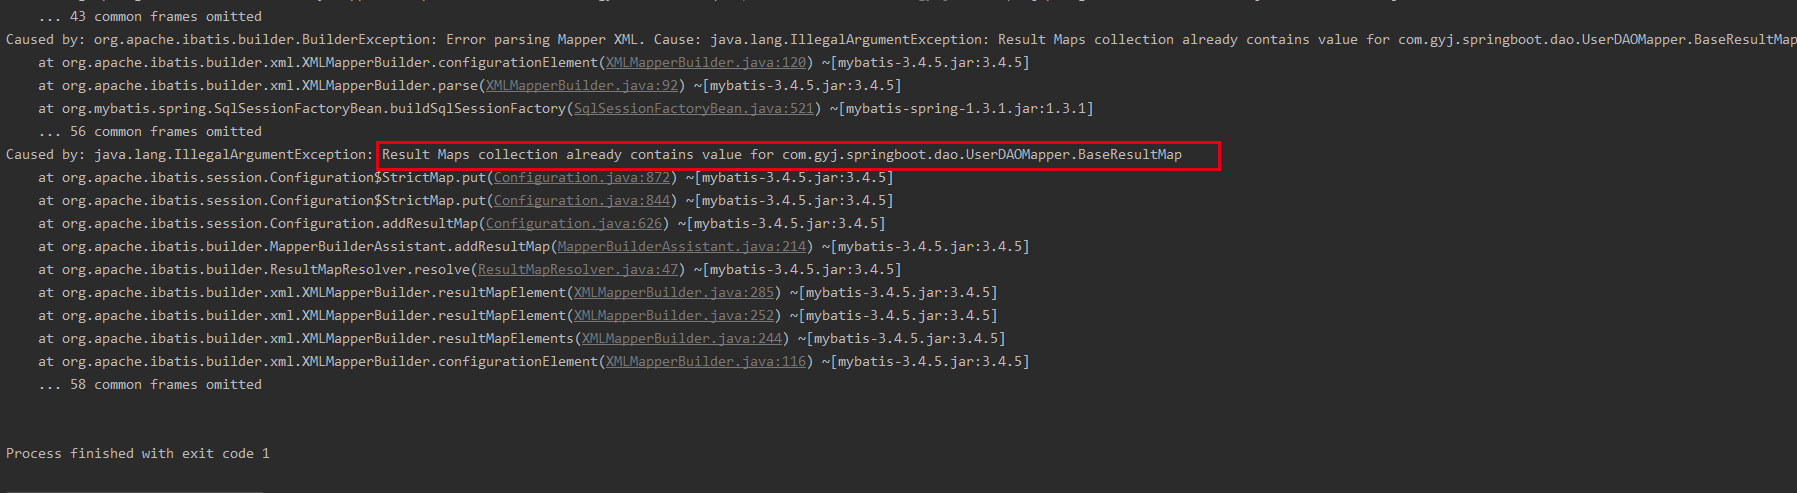 ... 43 common frames omitted
Caused by: org.apache.ibatis.builder.BuilderException: Error parsing Mapper XML. Cause: java.lang.IllegalArgumentException: Result Maps collection already contains value for com.gyj.springboot.dao.UserDAOMapper.BaseResultMap
at org.apache.ibatis.builder.xml.XMLMapperBuilder.configurationElement(XMLMapperBuilder.java:120) ~[mybatis-3.4.5.jar:3.4.5]
at org.apache.ibatis.builder.xml.XMLMapperBuilder.parse(XMLMapperBuilder.java:92) ~[mybatis-3.4.5.jar:3.4.5]
at org.mybatis.spring.SqlSessionFactoryBean.buildSqlSessionFactory(SqlSessionFactoryBean.java:521) ~[mybatis-spring-1.3.1.jar:1.3.1]
... 56 common frames omitted
Caused by: java.lang.IllegalArgumentException: Result Maps collection already contains value for com.gyj.springboot.dao.UserDAOMapper.BaseResultMap
at org.apache.ibatis.session.Configuration$StrictMap.put(Configuration.java:872) ~[mybatis-3.4.5.jar:3.4.5]
at org.apache.ibatis.session.Configuration$StrictMap.put(Configuration.java:844) ~[mybatis-3.4.5.jar:3.4.5]
at org.apache.ibatis.session.Configuration.addResultMap(Configuration.java:626) ~[mybatis-3.4.5.jar:3.4.5]
at org.apache.ibatis.builder.MapperBuilderAssistant.addResultMap(MapperBuilderAssistant.java:214) ~[mybatis-3.4.5.jar:3.4.5]
at org.apache.ibatis.builder.ResultMapResolver.resolve(ResultMapResolver.java:47) ~[mybatis-3.4.5.jar:3.4.5]
at org.apache.ibatis.builder.xml.XMLMapperBuilder.resultMapElement(XMLMapperBuilder.java:285) ~[mybatis-3.4.5.jar:3.4.5]
at org.apache.ibatis.builder.xml.XMLMapperBuilder.resultMapElement(XMLMapperBuilder.java:252) ~[mybatis-3.4.5.jar:3.4.5]
at org.apache.ibatis.builder.xml.XMLMapperBuilder.resultMapElements(XMLMapperBuilder.java:244) ~[mybatis-3.4.5.jar:3.4.5]
at org.apache.ibatis.builder.xml.XMLMapperBuilder.configurationElement(XMLMapperBuilder.java:116) ~[mybatis-3.4.5.jar:3.4.5]
... 58 common frames omitted
Process finished with exit code 1